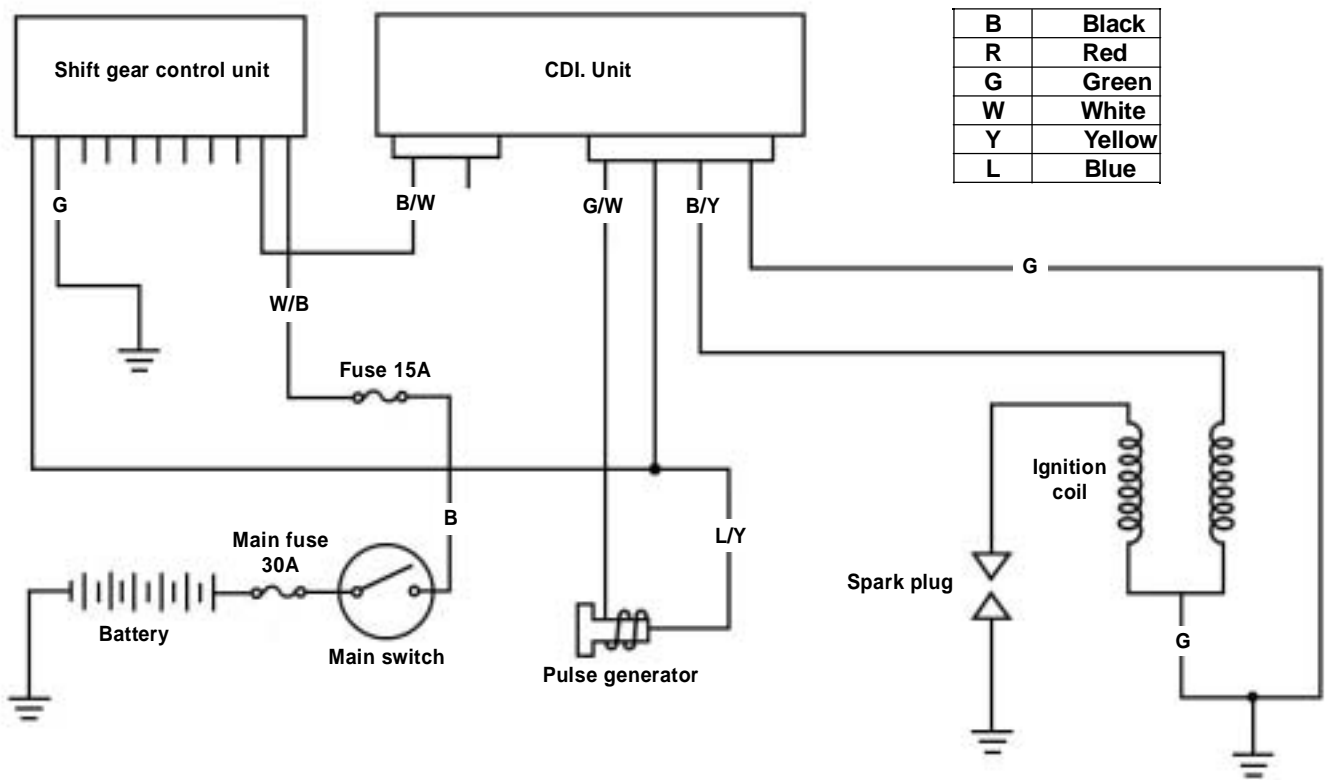 Shift gear control unit
CDI. Unit
B Black
R Red
G Green
W White
Y Yellow
L Blue
G
B/W
G/W
B/Y
G
W/B
Fuse 15A
Ignition
coil
B
L/Y
Main fuse
30A
Spark plug
Battery
Main switch
Pulse generator
G